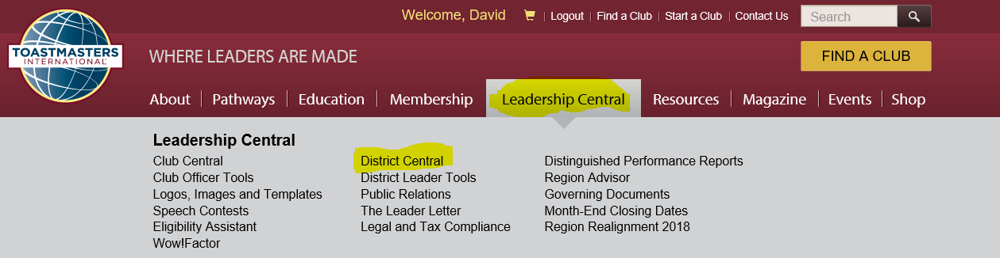 Welcome, David Logout Find a Club Start a Club Contact Us Search
TOASTMASTERS
INTERNATIONAL
WHERE LEADERS ARE MADE
FIND A CLUB
About Pathways Education Membership Leadership Central Resources Magazine Events Shop
Leadership Central
Club Central
Club Officer Tools
Logos, Images and Templates
Speech Contests
Eligibility Assistant
Wow!Factor
District Central
District Leader Tools
Public Relations
The Leader Letter
Legal and Tax Compliance
Distinguished Performance Reports
Region Advisor
Governing Documents
Month-End Closing Dates
Region Realignment 2018